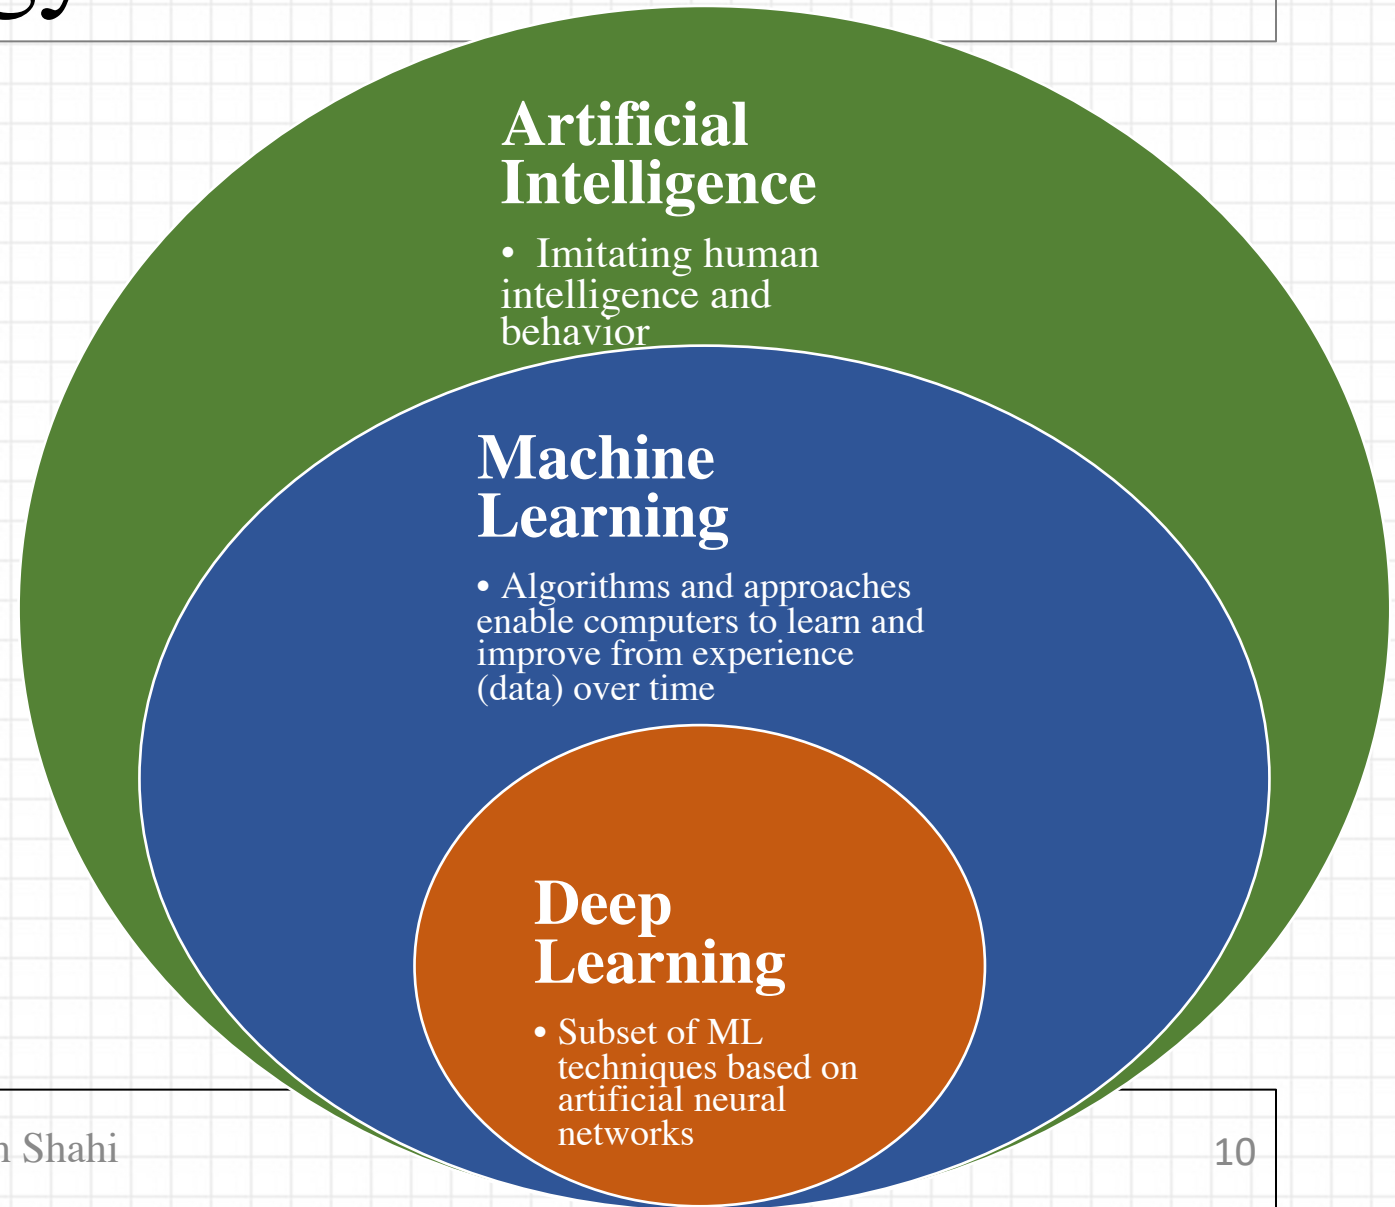 Artificial
Intelligence
• Imitating human
intelligence and
behavior
Machine
Learning
• Algorithms and approaches
enable computers to learn and
improve from experience
(data) over time
Deep
Learning
• Subset of ML
techniques based on
artificial neural
networks
Shahi
10